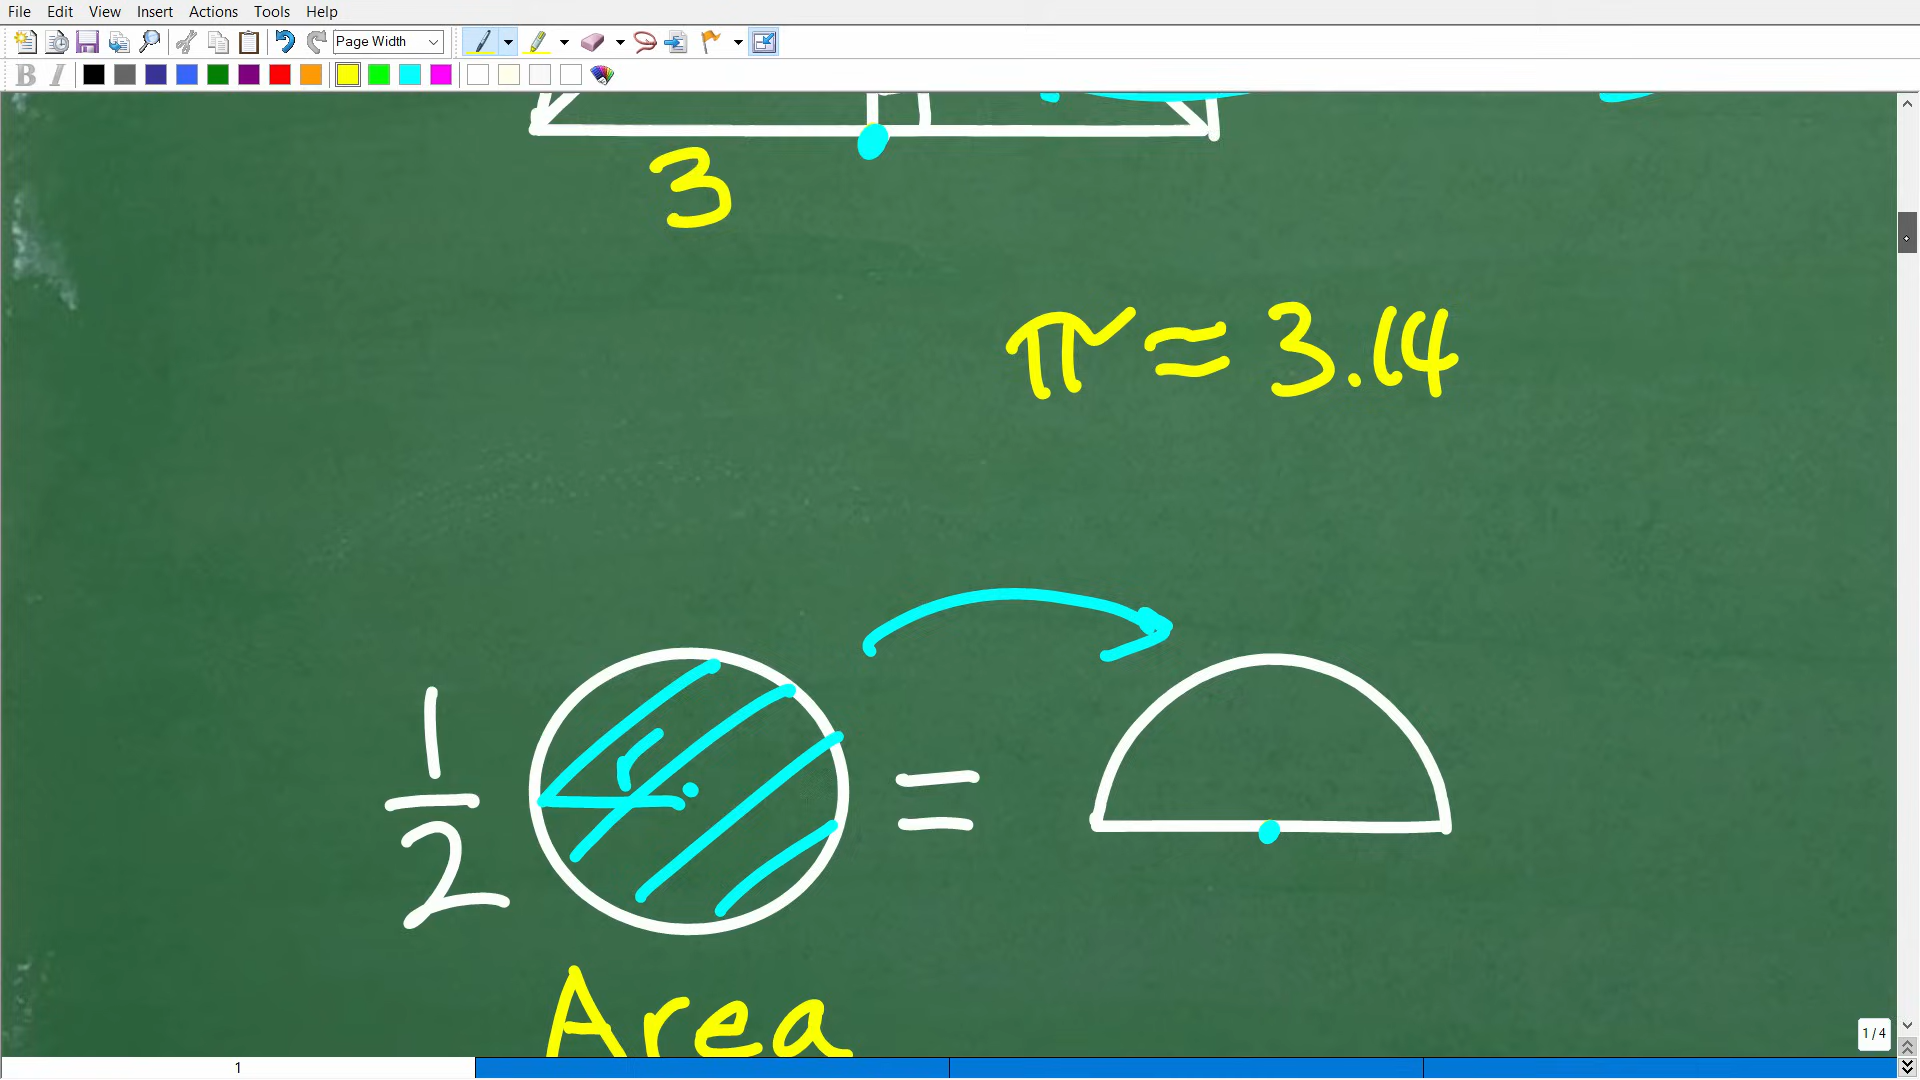 File Edit View Insert Actions Tools Help
Page Width
B I
3
π ≈ 3.14
1/2 r =
Area
1 / 4
1